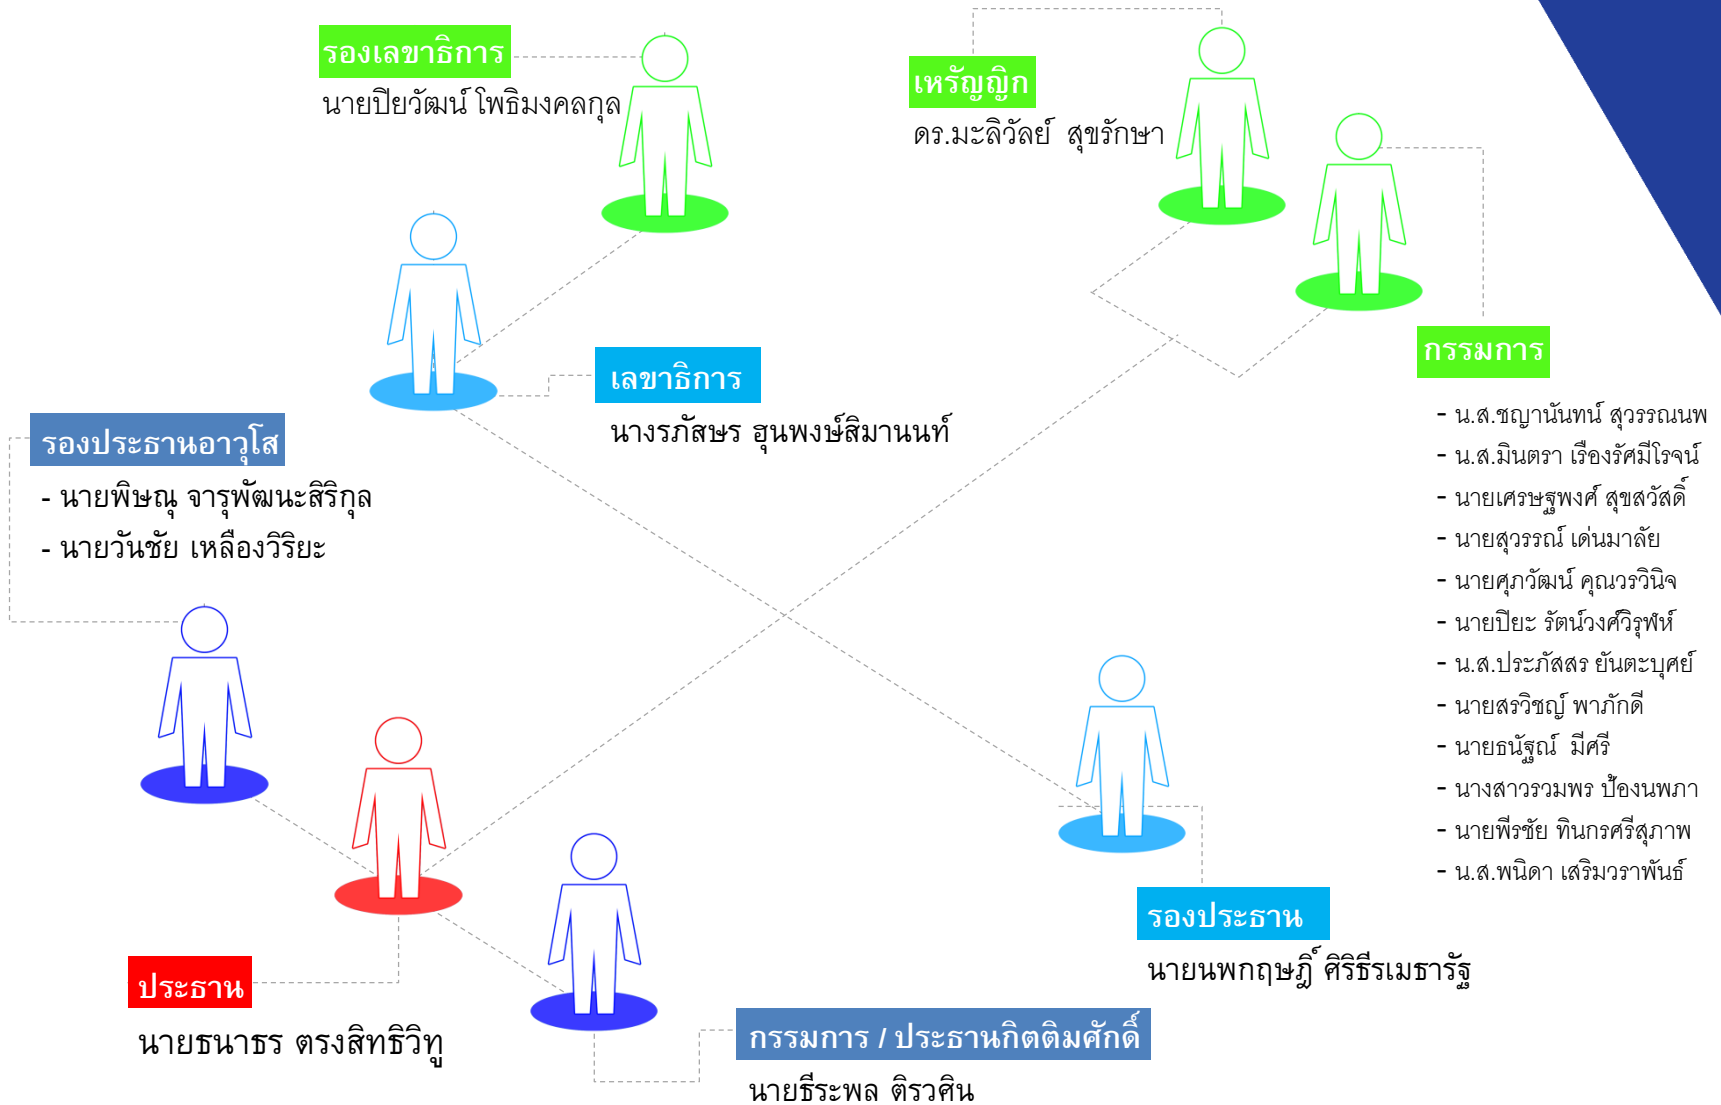 รองเลขาธิการ
นายปิยวัฒน์ โพธิมงคลกุล
เหรัญญิก
ดร.มะลิวัลย์ สุขรักษา
เลขาธิการ
นางรภัสษร ฮุนพงษ์สิมานนท์
รองประธานอาวุโส
- นายพิษณุ จารุพัฒนะสิริกุล
- นายวันชัย เหลืองวิริยะ
กรรมการ
- น.ส.ชญานันทน์ สุวรรณนพ
- น.ส.มินตรา เรืองรัศมีโรจน์
- นายเศรษฐพงศ์ สุขสวัสดิ์
- นายสุวรรณ์ เด่นมาลัย
- นายศุภวัฒน์ คุณวรวินิจ
- นายปิยะ รัตน์วงศ์วิรุฬห์
- น.ส.ประภัสสร ยันตะบุศย์
- นายสรวิชญ์ พาภักดี
- นายธนัฐณ์ มีศรี
- นางสาวรวมพร ป้องนพภา
- นายพีรชัย ทินกรศรีสุภาพ
- น.ส.พนิดา เสริมวราพันธ์
รองประธาน
นายนพกฤษฎิ์ ศิริธีรเมธารัฐ
ประธาน
นายธนาธร ตรงสิทธิวิทู
กรรมการ / ประธานกิตติมศักดิ์
นายธีระพล ติรวศิน